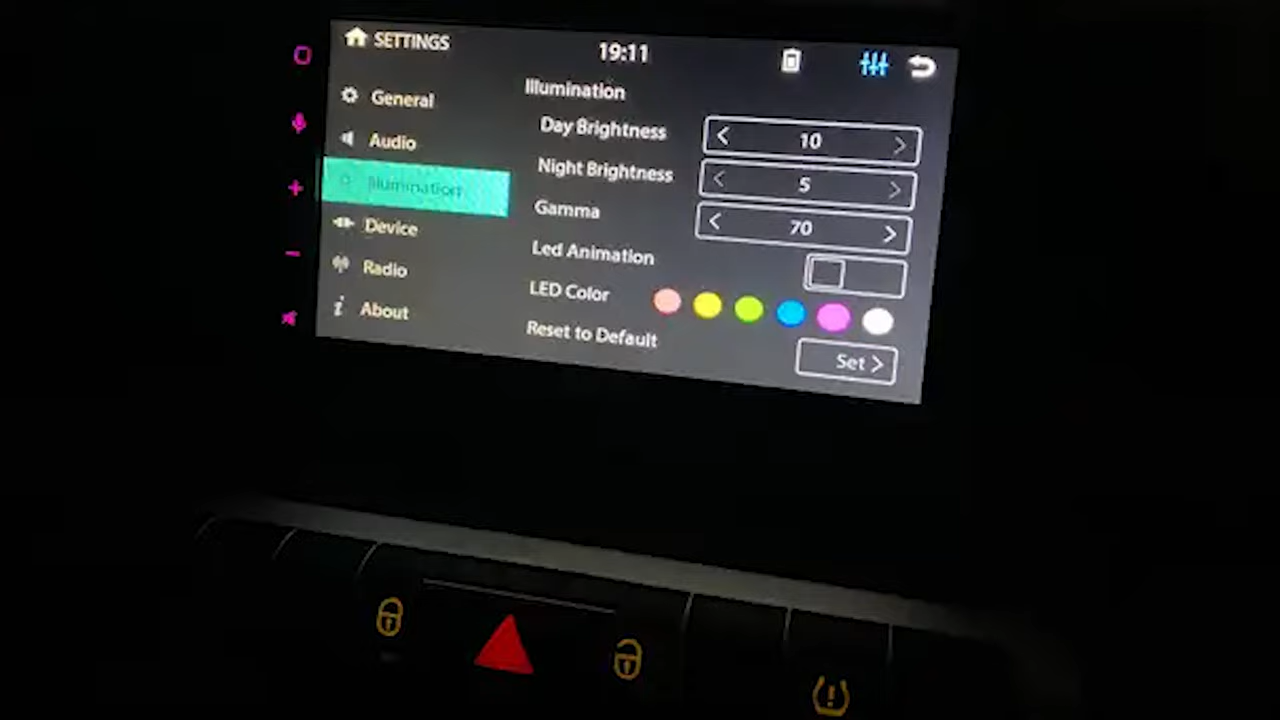 SETTINGS
19:11
General
Audio
Illumination
Device
Radio
About
Illumination
Day Brightness
10
Night Brightness
5
Gamma
70
Led Animation
LED Color
Reset to Default
Set >